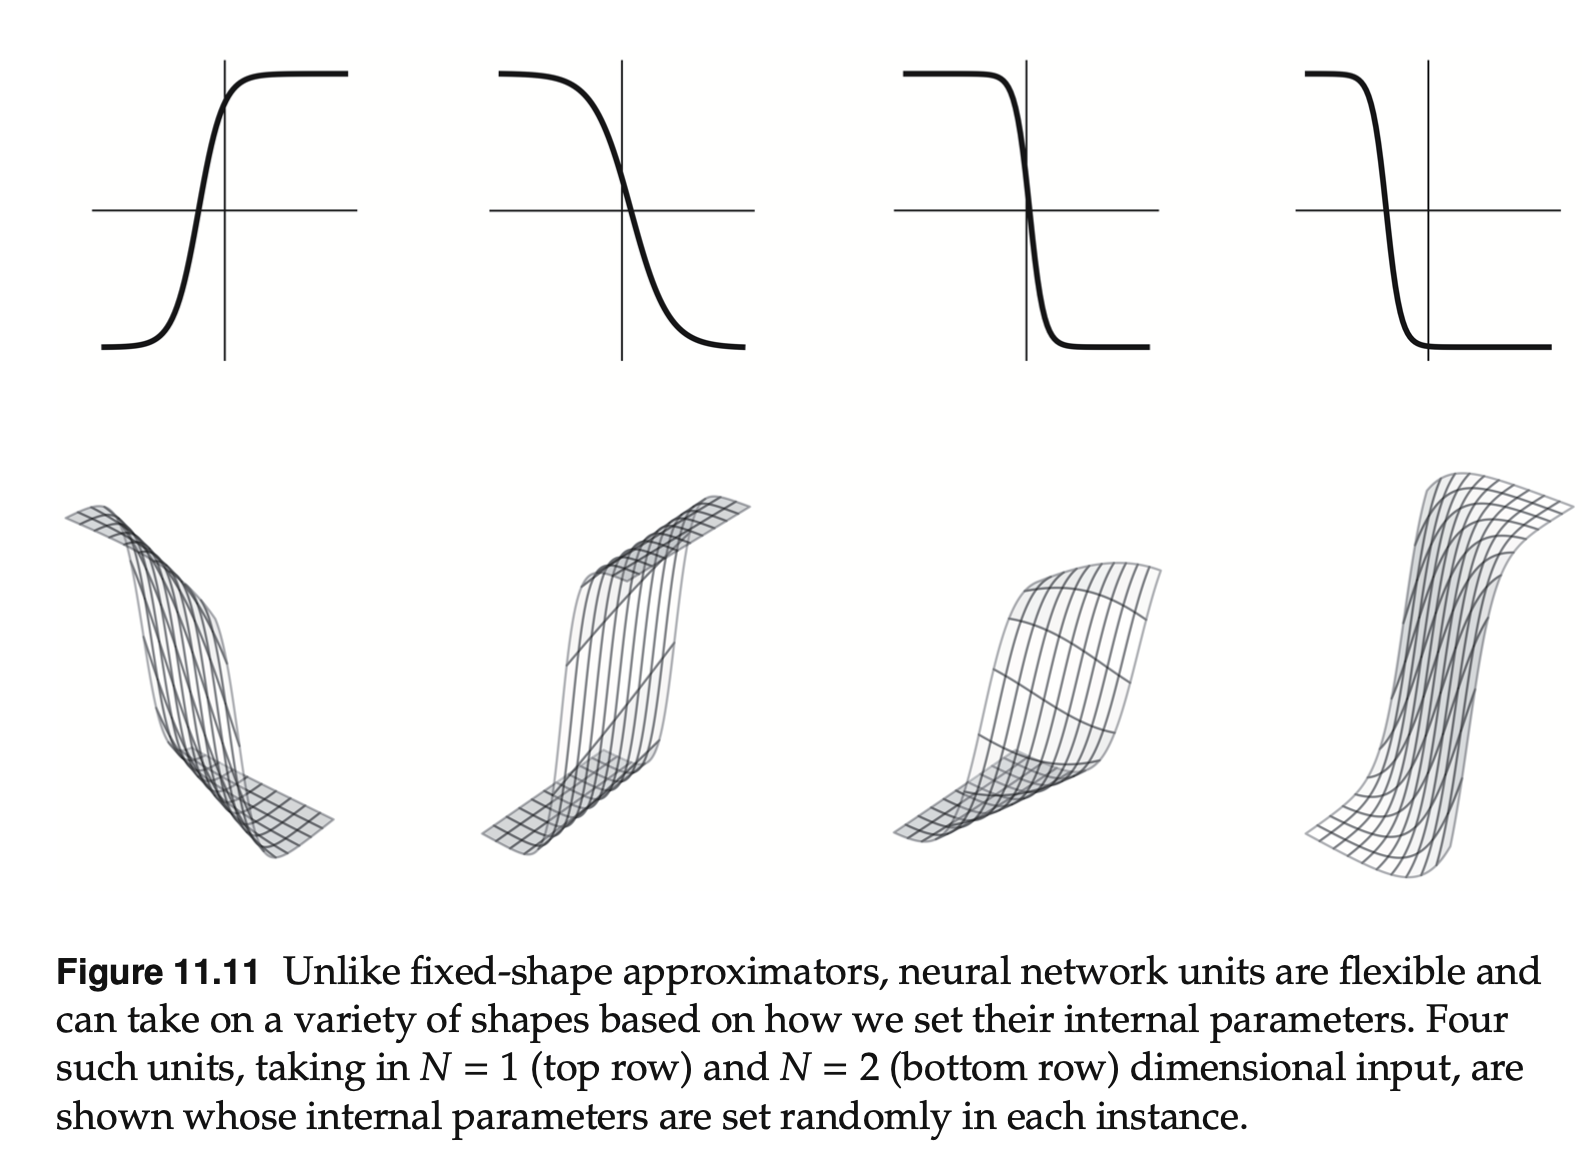 Figure 11.11 Unlike fixed-shape approximators, neural network units are flexible and
can take on a variety of shapes based on how we set their internal parameters. Four
such units, taking in N = 1 (top row) and N = 2 (bottom row) dimensional input, are
shown whose internal parameters are set randomly in each instance.